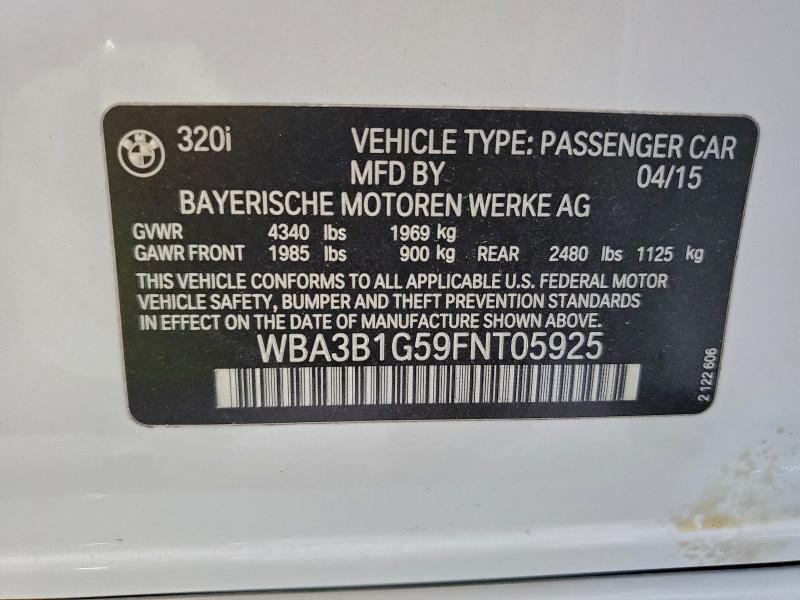 320i VEHICLE TYPE: PASSENGER CAR
MFD BY 04/15
BAYERISCHE MOTOREN WERKE AG
GVWR 4340 lbs 1969 kg
GAWR FRONT 1985 lbs 900 kg REAR 2480 lbs 1125 kg
THIS VEHICLE CONFORMS TO ALL APPLICABLE U.S. FEDERAL MOTOR
VEHICLE SAFETY, BUMPER AND THEFT PREVENTION STANDARDS
IN EFFECT ON THE DATE OF MANUFACTURE SHOWN ABOVE.
WBA3B1G59FNT05925
2 122 606